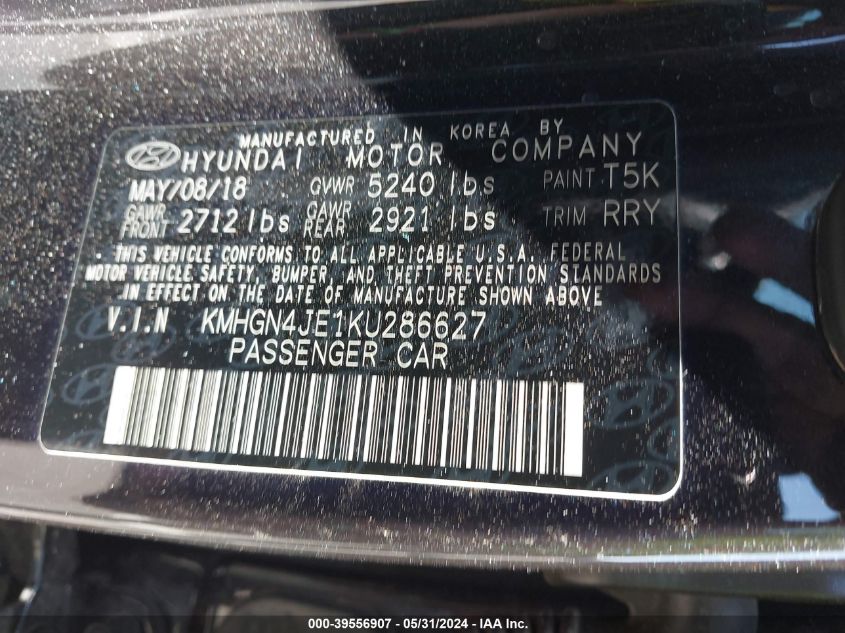 MANUFACTURED IN KOREA BY
HYUNDAI MOTOR COMPANY
MAY/08/18 GVWR 5240 lbs PAINT T5K
GAWR FRONT 2712 lbs GAWR REAR 2921 lbs TRIM RRY
THIS VEHICLE CONFORMS TO ALL APPLICABLE U.S.A. FEDERAL
MOTOR VEHICLE SAFETY, BUMPER, AND THEFT PREVENTION STANDARDS
IN EFFECT ON THE DATE OF MANUFACTURE SHOWN ABOVE
V.I.N KMHGN4JE1KU286627
PASSENGER CAR
000-39556907 - 05/31/2024 - IAA Inc.